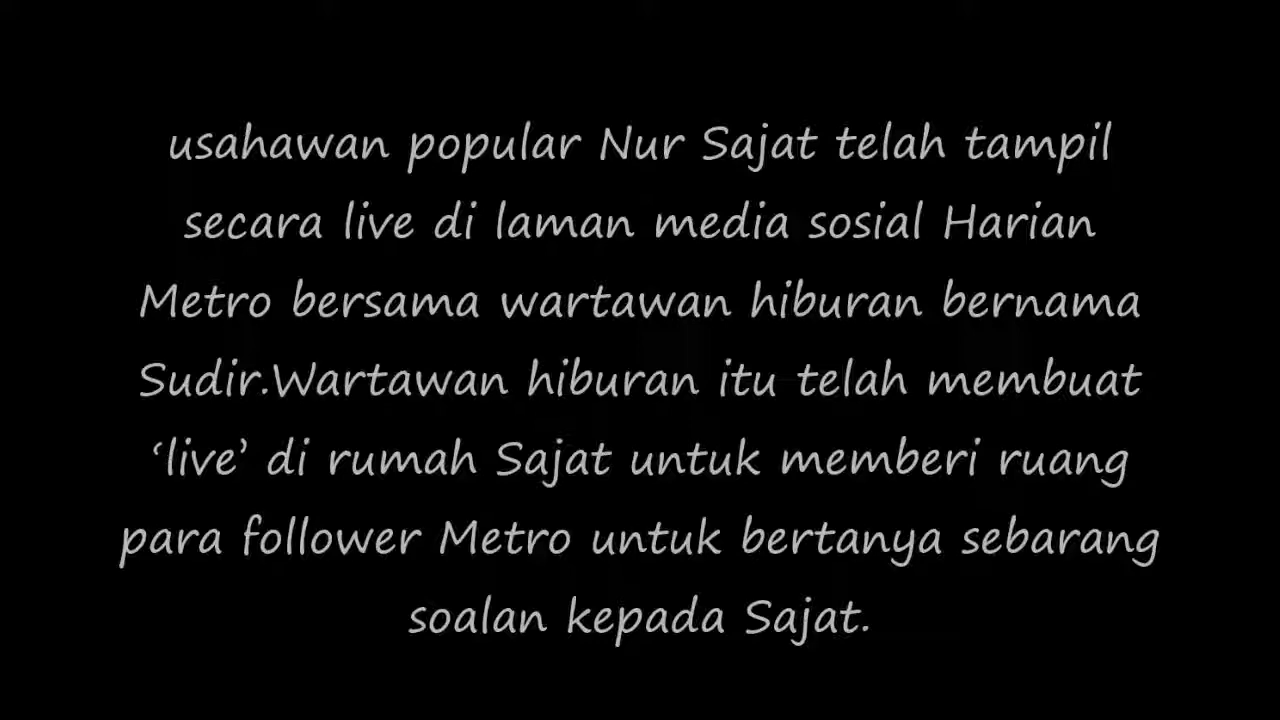 usahawan popular Nur Sajat telah tampil
secara live di laman media sosial Harian
Metro bersama wartawan hiburan bernama
Sudir.Wartawan hiburan itu telah membuat
‘live’ di rumah Sajat untuk memberi ruang
para follower Metro untuk bertanya sebarang
soalan kepada Sajat.